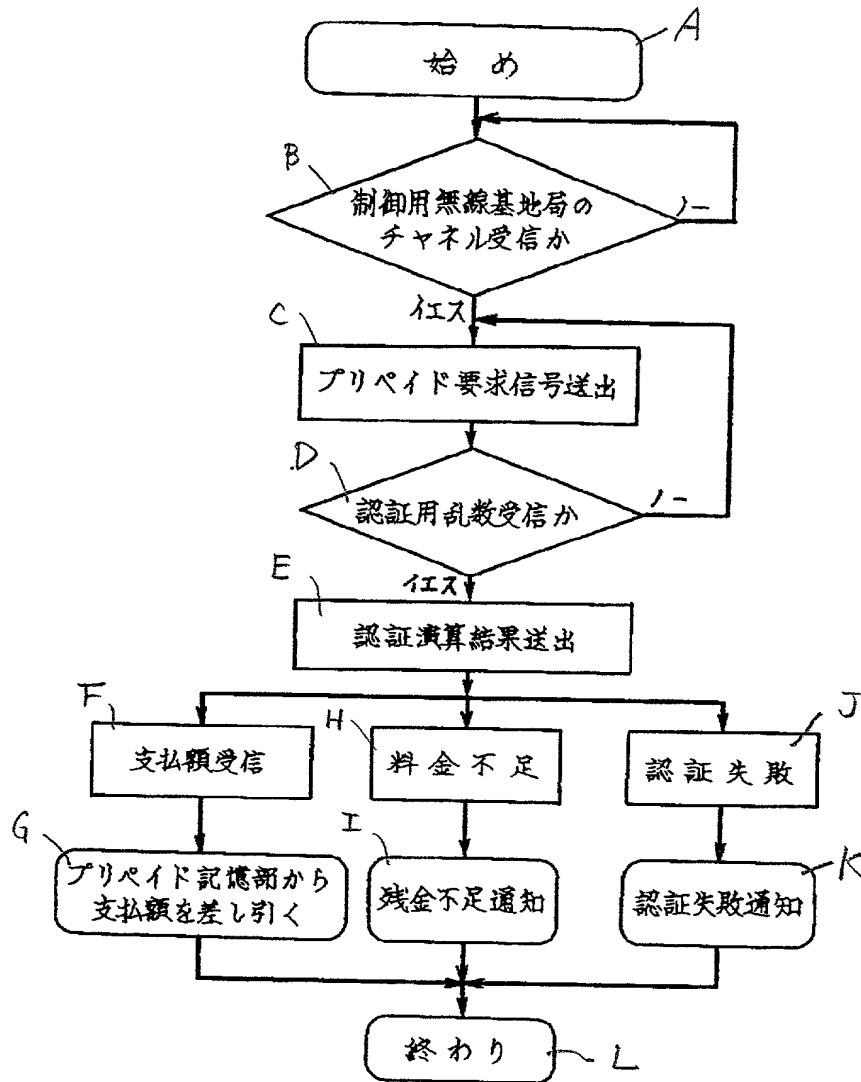 A
始め
B
制御用無線基地局の
チャネル受信か
ノー
イエス
C
プリペイド要求信号送出
D
認証用乱数受信か
ノー
イエス
E
認証演算結果送出
F
支払額受信
H
料金不足
J
認証失敗
G
プリペイド記憶部から
支払額を差し引く
I
残金不足通知
K
認証失敗通知
終わり
L